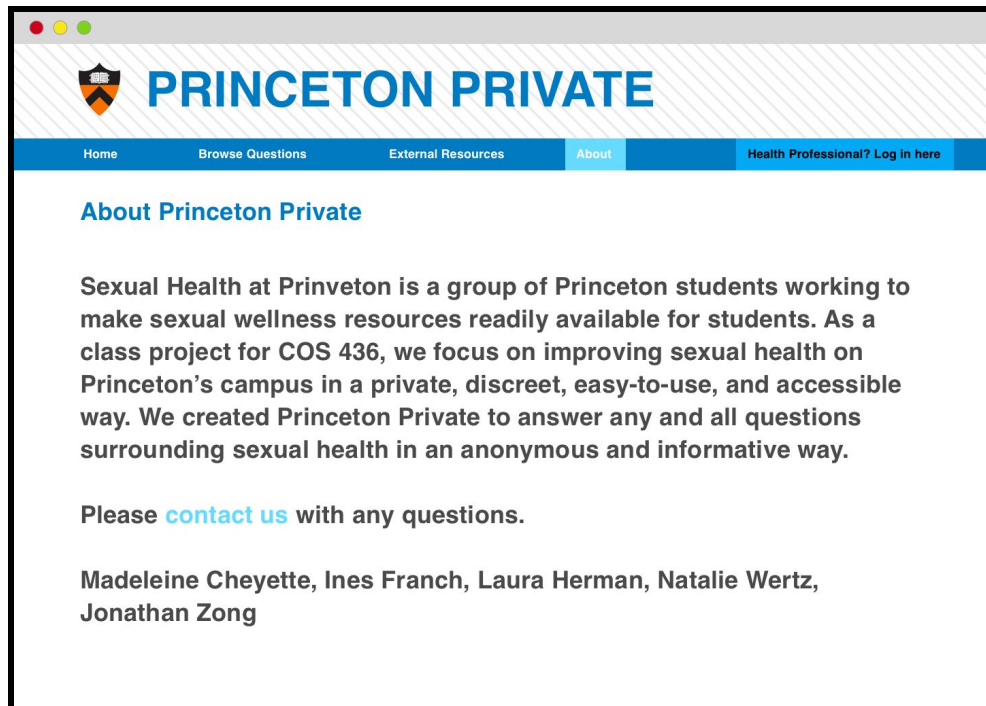 PRINCETON PRIVATE
Home Browse Questions External Resources About Health Professional? Log in here
About Princeton Private
Sexual Health at Prinveton is a group of Princeton students working to
make sexual wellness resources readily available for students. As a
class project for COS 436, we focus on improving sexual health on
Princeton’s campus in a private, discreet, easy-to-use, and accessible
way. We created Princeton Private to answer any and all questions
surrounding sexual health in an anonymous and informative way.
Please contact us with any questions.
Madeleine Cheyette, Ines Franch, Laura Herman, Natalie Wertz,
Jonathan Zong